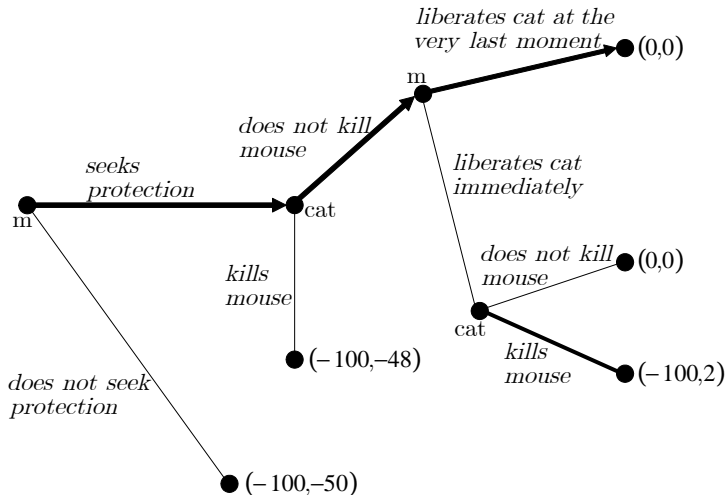 liberates cat at the
very last moment
(0,0)
m
does not kill
mouse
seeks
protection
liberates cat
immediately
m
cat
does not kill
mouse
(0,0)
kills
mouse
cat
kills
mouse
(−100,−48)
(−100,2)
does not seek
protection
(−100,−50)